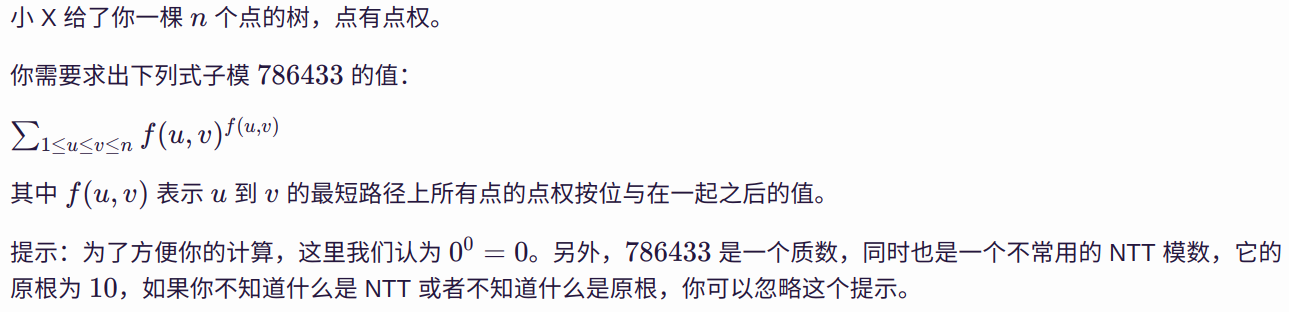 小 X 给了你一棵 n 个点的树，点有点权。
你需要求出下列式子模 786433 的值：
∑_{1≤u≤v≤n} f(u, v)^{f(u,v)}
其中 f(u, v) 表示 u 到 v 的最短路径上所有点的点权按位与在一起之后的值。
提示：为了方便你的计算，这里我们认为 0^0 = 0。另外，786433 是一个质数，同时也是一个不常用的 NTT 模数，它的
原根为 10，如果你不知道什么是 NTT 或者不知道什么是原根，你可以忽略这个提示。